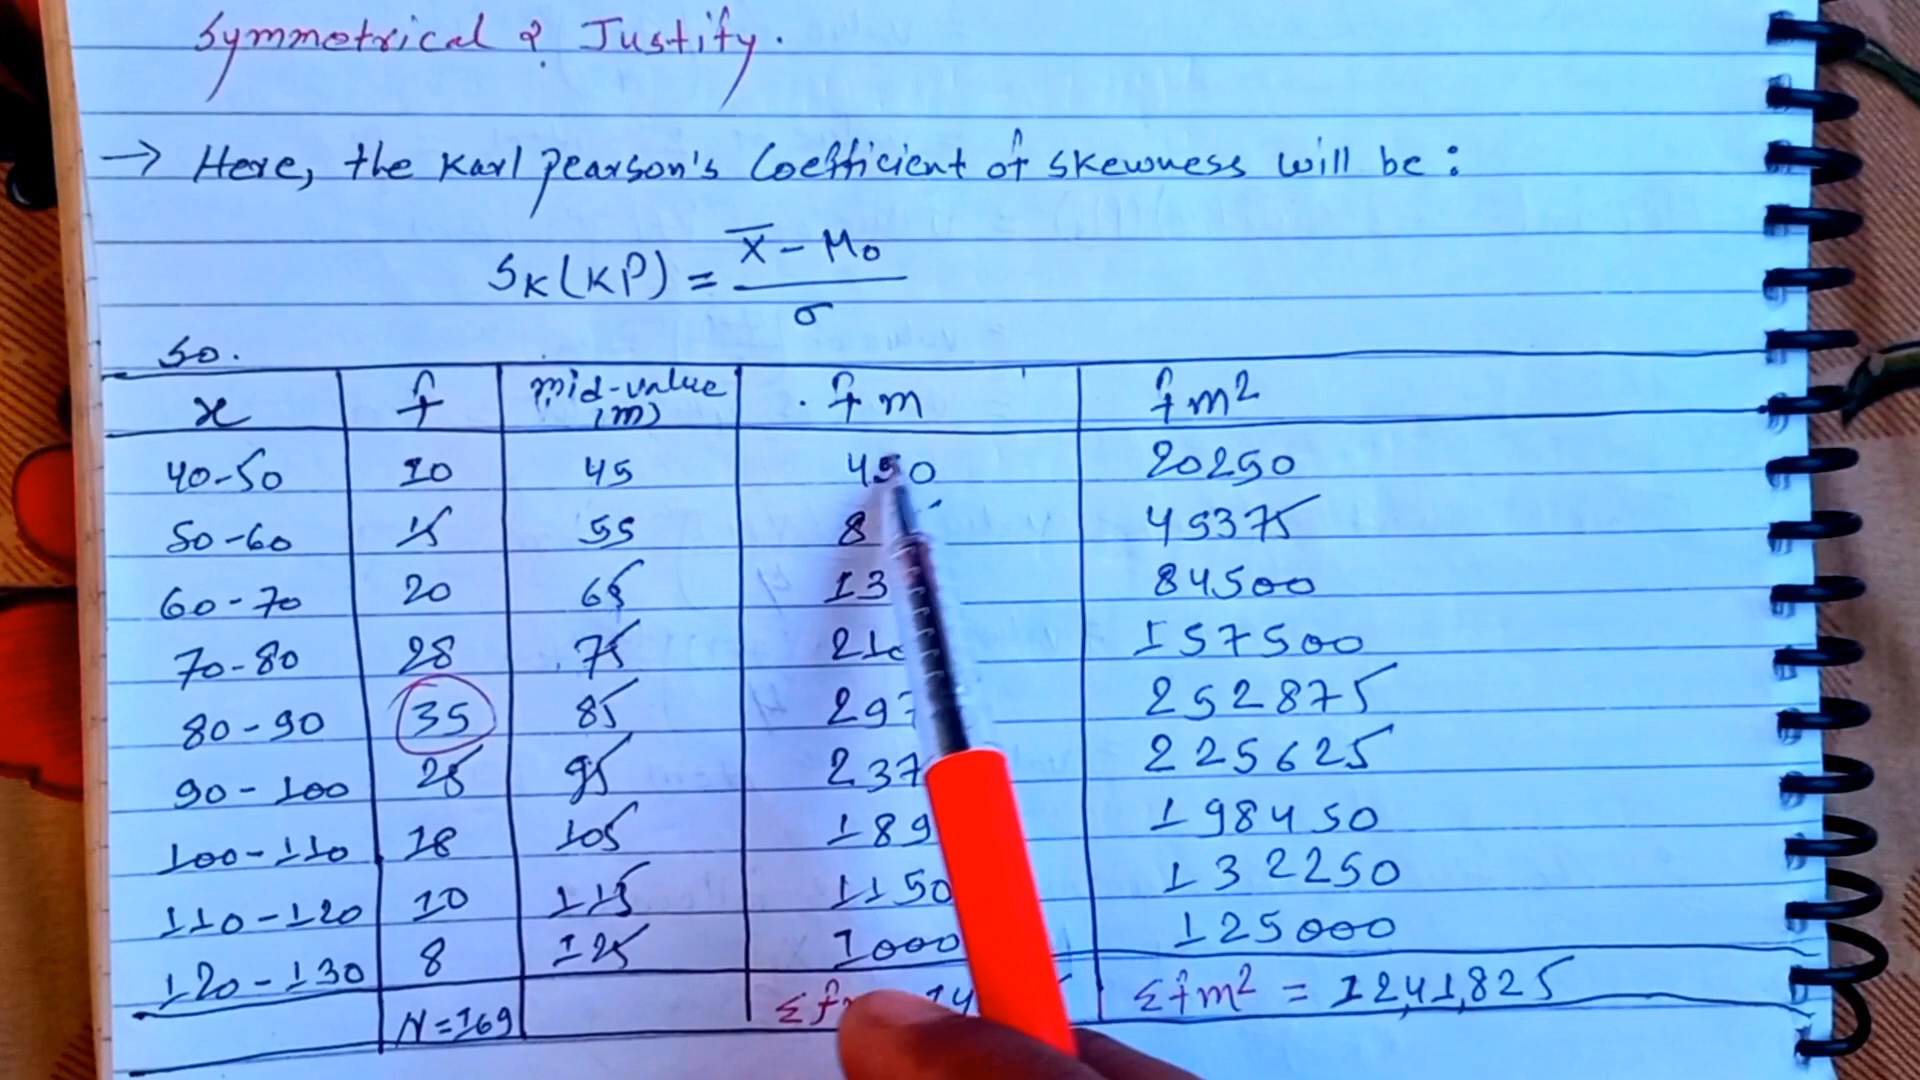 Symmetrical ? Justify.
→ Here, the Karl Pearson's Coefficient of Skewness will be:
SK(KP) = X̄ - Mo / σ
So.
x f mid-value (m) fm fm²
40-50 10 45 450 20250
50-60 15 55 45375
60-70 20 65 84500
70-80 28 75 157500
80-90 35 85 252875
90-100 25 95 225625
100-110 18 105 198450
110-120 10 115 1150 132250
120-130 8 125 1000 125000
N=169 Σfm² = 1241,825